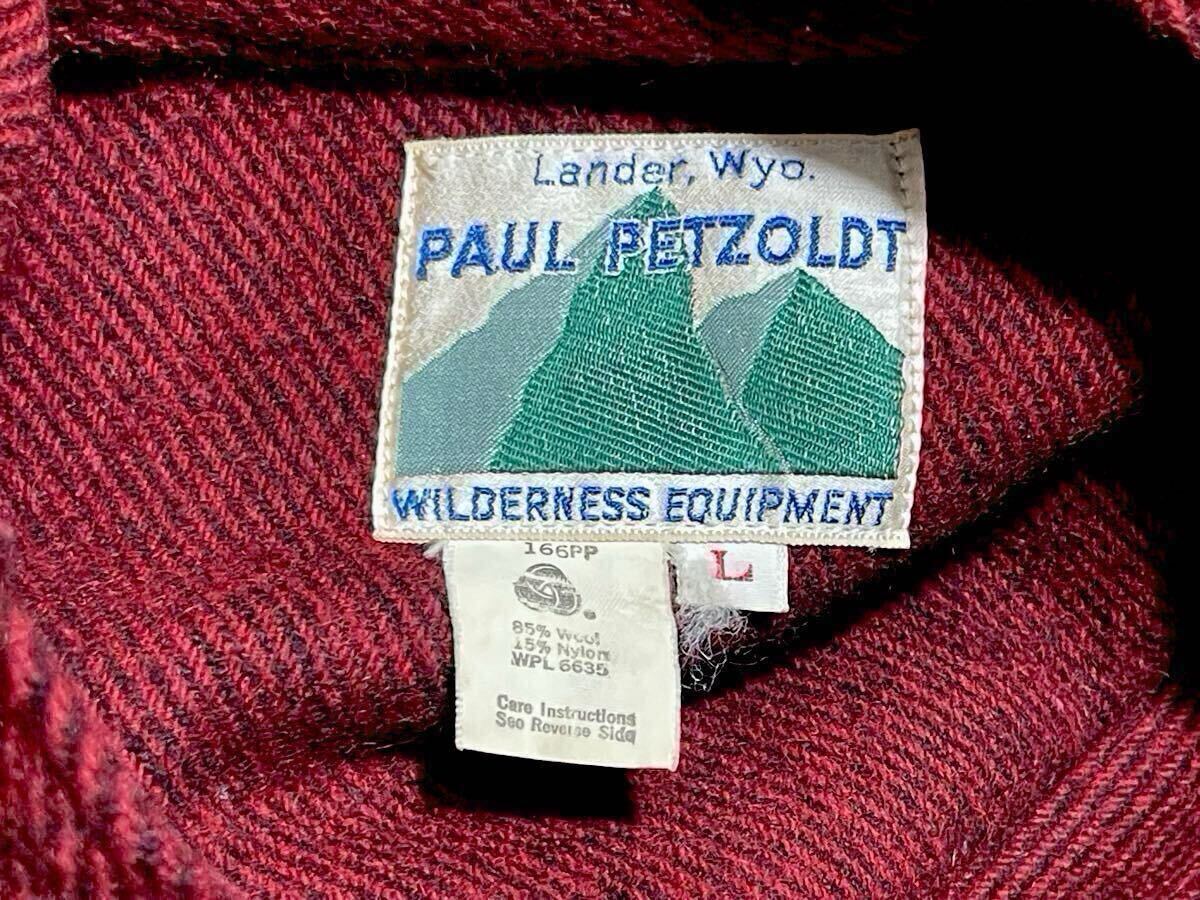 Lander, Wyo.
PAUL PETZOLDT
WILDERNESS EQUIPMENT
166PP
L
85% Wool
15% Nylon
WPL 6635
Care Instructions
See Reverse Side